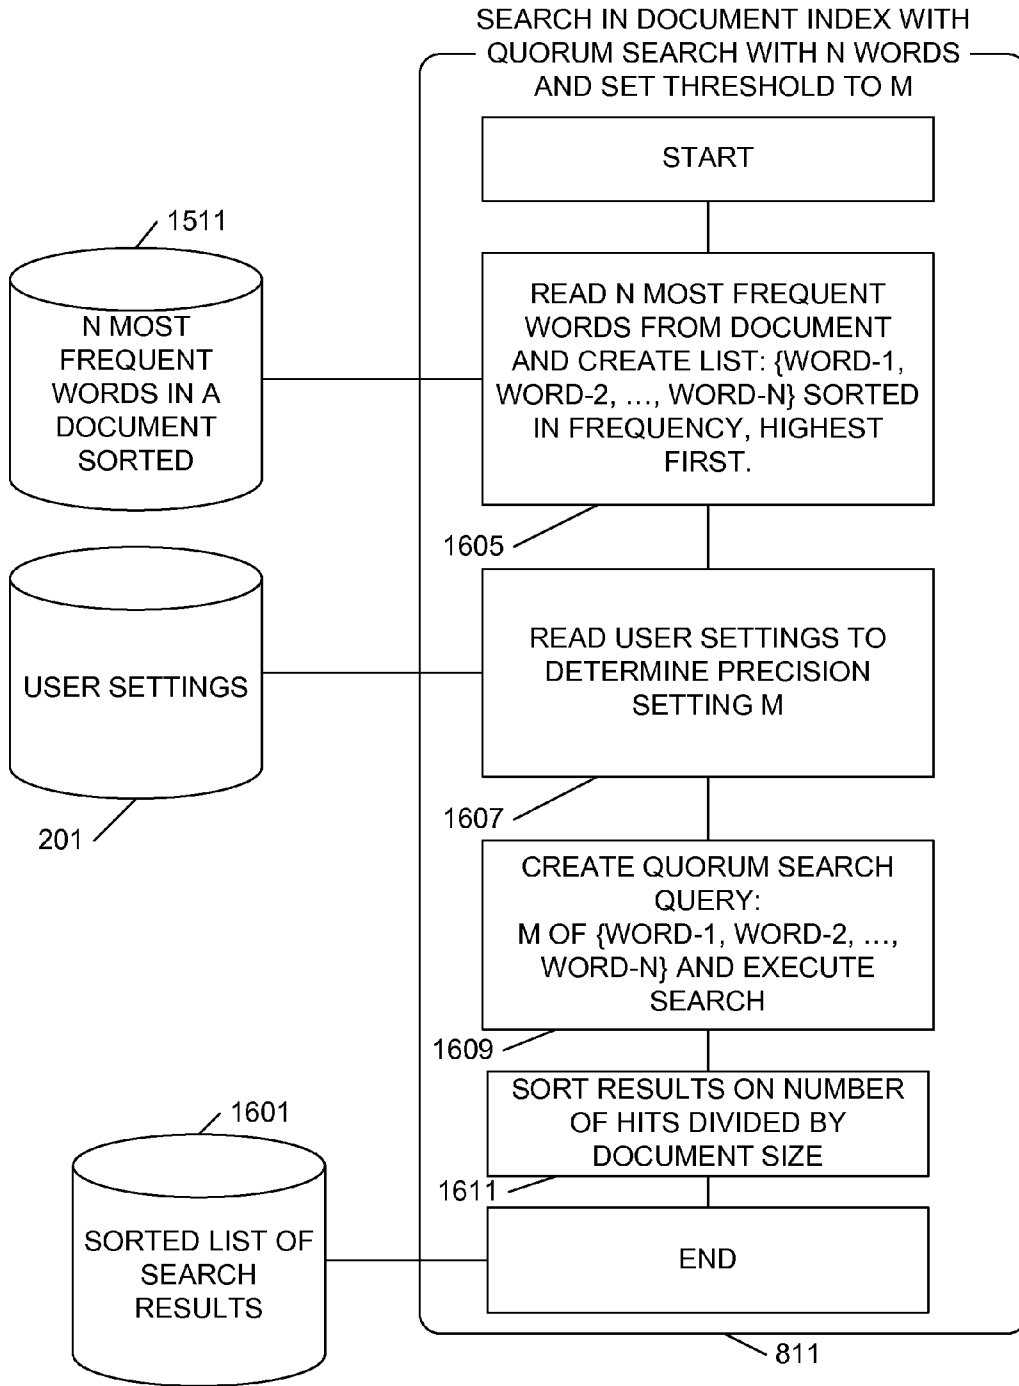 SEARCH IN DOCUMENT INDEX WITH
QUORUM SEARCH WITH N WORDS
AND SET THRESHOLD TO M
START
1511
N MOST
FREQUENT
WORDS IN A
DOCUMENT
SORTED
READ N MOST FREQUENT
WORDS FROM DOCUMENT
AND CREATE LIST: {WORD-1,
WORD-2, ..., WORD-N} SORTED
IN FREQUENCY, HIGHEST
FIRST.
1605
USER SETTINGS
201
READ USER SETTINGS TO
DETERMINE PRECISION
SETTING M
1607
CREATE QUORUM SEARCH
QUERY:
M OF {WORD-1, WORD-2, ...,
WORD-N} AND EXECUTE
SEARCH
1609
SORT RESULTS ON NUMBER
OF HITS DIVIDED BY
DOCUMENT SIZE
1611
1601
SORTED LIST OF
SEARCH
RESULTS
END
811